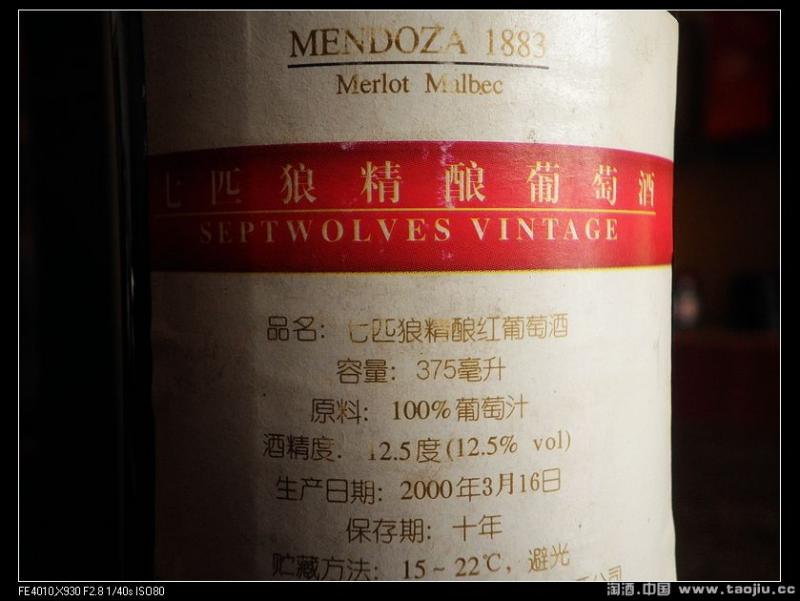 MENDOZA 1883
Merlot Malbec
七匹狼精酿葡萄酒
SEPTWOLVES VINTAGE
品名：七匹狼精酿红葡萄酒
容量：375毫升
原料：100%葡萄汁
酒精度：12.5度(12.5% vol)
生产日期：2000年3月16日
保存期：十年
贮藏方法：15~22℃，避光
公司
FE4010,X930 F2.8 1/40s ISO80
淘酒.中国 www.taojiu.cc